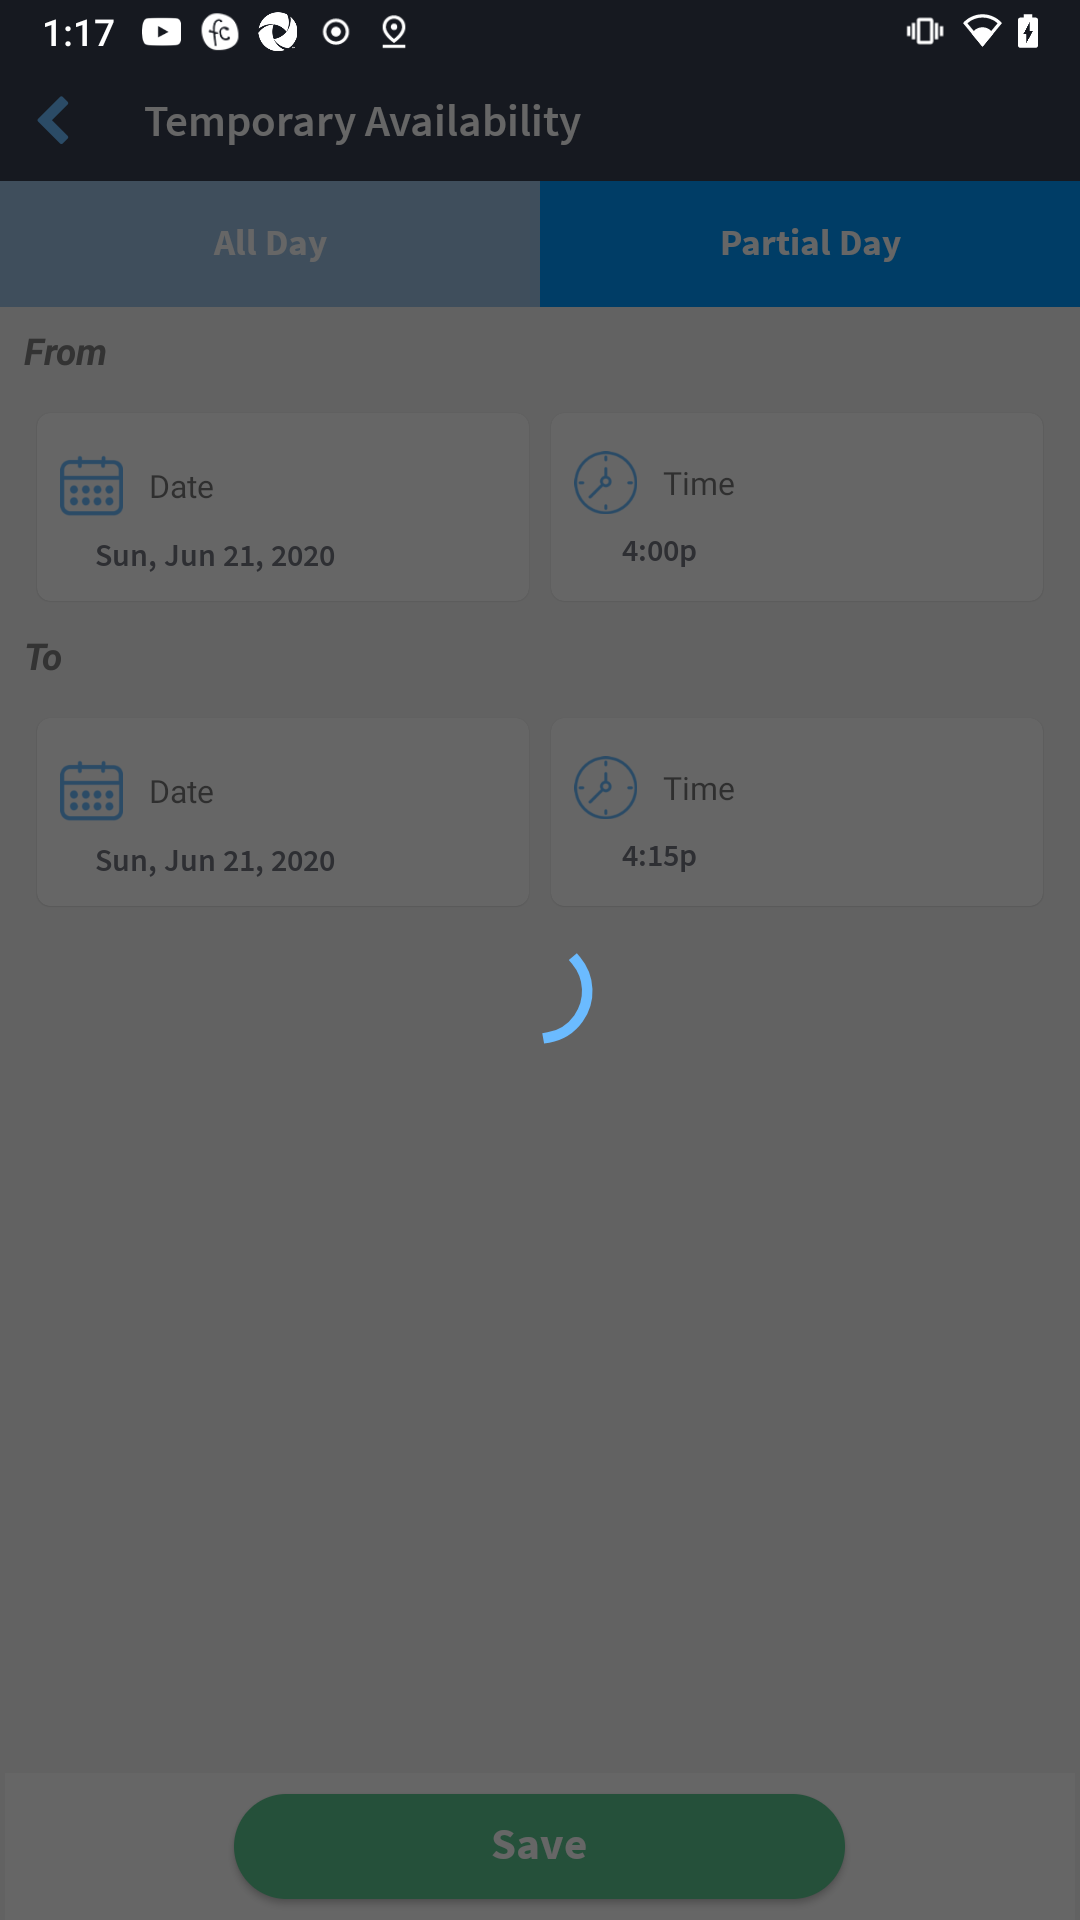 1:17
Temporary Availability
All Day
Partial Day
From
Date
Time
Sun, Jun 21, 2020
4:00p
To
Date
Time
Sun, Jun 21, 2020
4:15p
Save